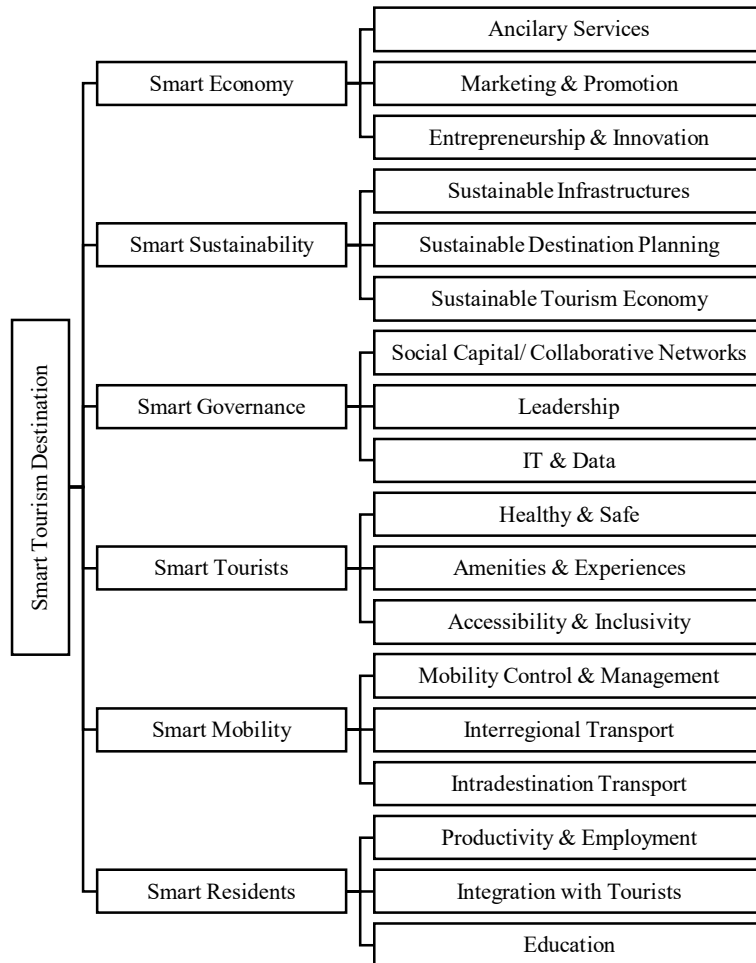 Smart Tourism Destination
Smart Economy
Ancilary Services
Marketing & Promotion
Entrepreneurship & Innovation
Smart Sustainability
Sustainable Infrastructures
Sustainable Destination Planning
Sustainable Tourism Economy
Smart Governance
Social Capital/ Collaborative Networks
Leadership
IT & Data
Smart Tourists
Healthy & Safe
Amenities & Experiences
Accessibility & Inclusivity
Smart Mobility
Mobility Control & Management
Interregional Transport
Intradestination Transport
Smart Residents
Productivity & Employment
Integration with Tourists
Education